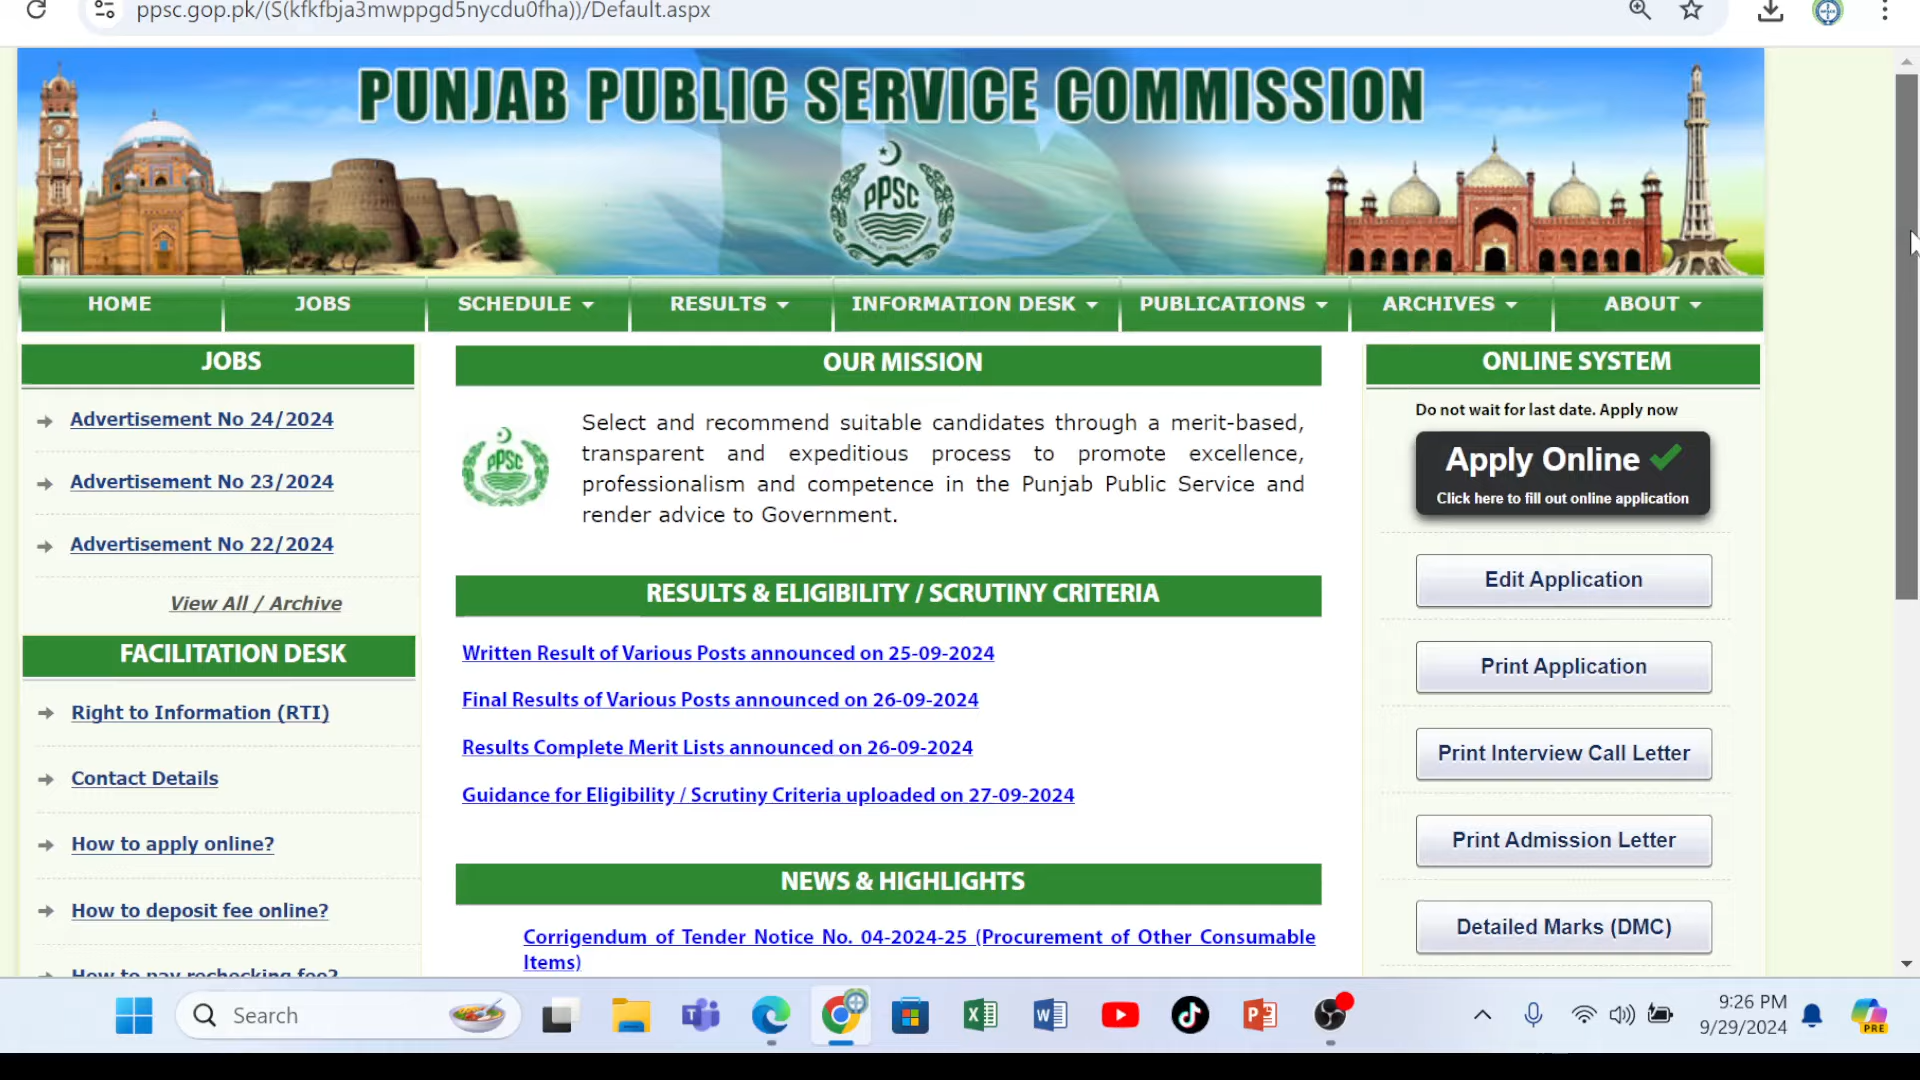 ppsc.gop.pk/(S(kfkfbja3mwppgd5nycdu0fha))/Default.aspx
PUNJAB PUBLIC SERVICE COMMISSION
PPSC
HOME JOBS SCHEDULE RESULTS INFORMATION DESK PUBLICATIONS ARCHIVES ABOUT
JOBS
Advertisement No 24/2024
Advertisement No 23/2024
Advertisement No 22/2024
View All / Archive
FACILITATION DESK
Right to Information (RTI)
Contact Details
How to apply online?
How to deposit fee online?
How to pay rechecking fee?
OUR MISSION
PPSC
Select and recommend suitable candidates through a merit-based,
transparent and expeditious process to promote excellence,
professionalism and competence in the Punjab Public Service and
render advice to Government.
RESULTS & ELIGIBILITY / SCRUTINY CRITERIA
Written Result of Various Posts announced on 25-09-2024
Final Results of Various Posts announced on 26-09-2024
Results Complete Merit Lists announced on 26-09-2024
Guidance for Eligibility / Scrutiny Criteria uploaded on 27-09-2024
NEWS & HIGHLIGHTS
Corrigendum of Tender Notice No. 04-2024-25 (Procurement of Other Consumable
Items)
ONLINE SYSTEM
Do not wait for last date. Apply now
Apply Online
Click here to fill out online application
Edit Application
Print Application
Print Interview Call Letter
Print Admission Letter
Detailed Marks (DMC)
Search
9:26 PM
9/29/2024
PRE